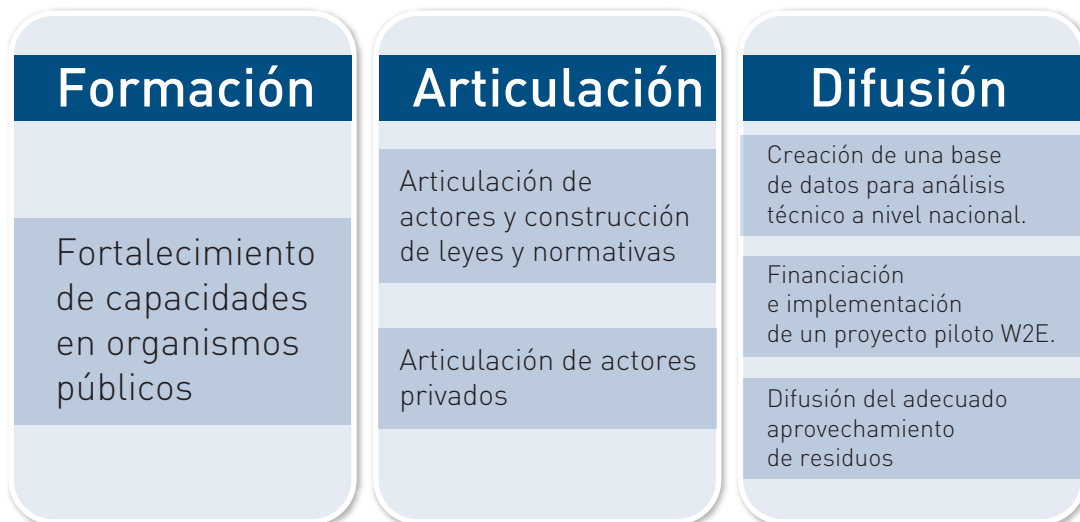 Formación
Fortalecimiento
de capacidades
en organismos
públicos
Articulación
Articulación de
actores y construcción
de leyes y normativas
Articulación de actores
privados
Difusión
Creación de una base
de datos para análisis
técnico a nivel nacional.
Financiación
e implementación
de un proyecto piloto W2E.
Difusión del adecuado
aprovechamiento
de residuos